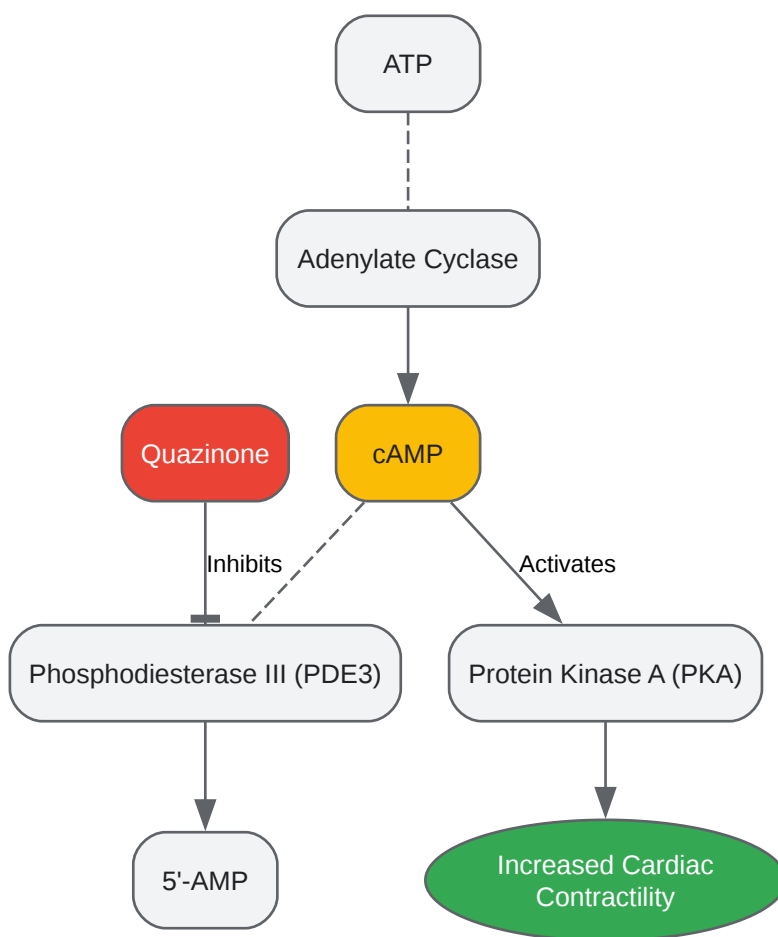 ATP
Adenylate Cyclase
Quazinone
cAMP
Inhibits
Activates
Phosphodiesterase III (PDE3)
Protein Kinase A (PKA)
5'-AMP
Increased Cardiac
Contractility